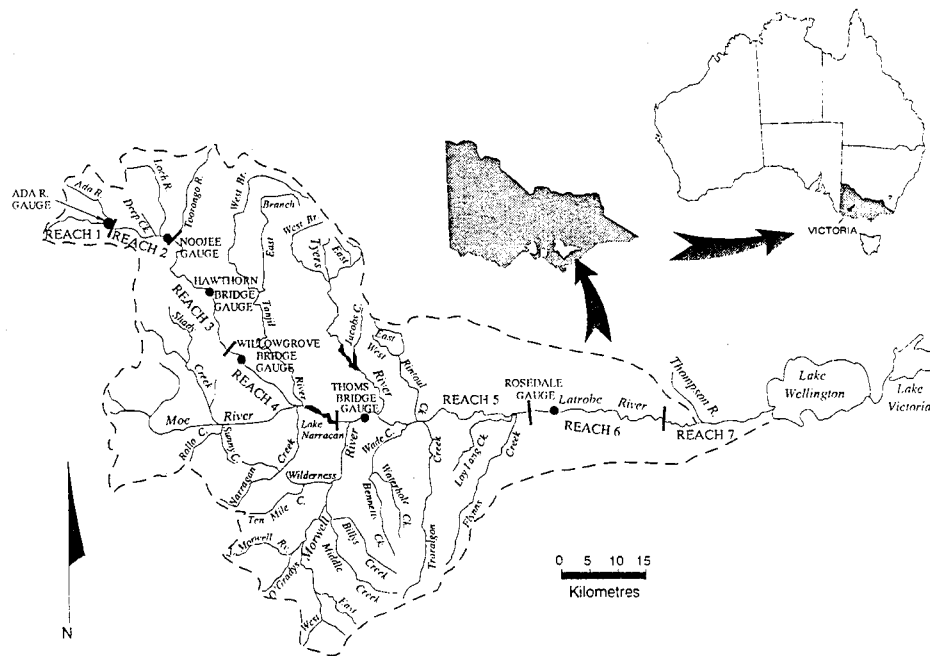 VICTORIA
ADA R.
GAUGE
Ada R.
REACH 1
REACH 2
Deep Ck.
Loch R.
Toorongo R.
NOOJEE
GAUGE
West Br.
East
Branch
West Br.
East
Tyers
HAWTHORN
BRIDGE
GAUGE
REACH 3
Shady
Creek
Tanjil
River
Jacobs C.
WILLOWGROVE
BRIDGE
GAUGE
REACH 4
East
West
Rintoul
Ck
River
THOMS
BRIDGE
GAUGE
Lake
Narracan
Moe River
Rollo C.
Sunny C.
Narragan
Creek
Wilderness
C.
Ten Mile
River
Wade C.
REACH 5
ROSEDALE
GAUGE
Latrobe River
REACH 6
Thompson R.
REACH 7
Lake
Wellington
Lake
Victoria
Loy Lang Ck
Creek
Flynns
Creek
Traralgon
Waterhole
Ck.
Bennetts
Ck.
Billys
Creek
Middle
Creek
Morwell
Morwell Rv.
O'Gradys
East
West
0 5 10 15
Kilometres
N